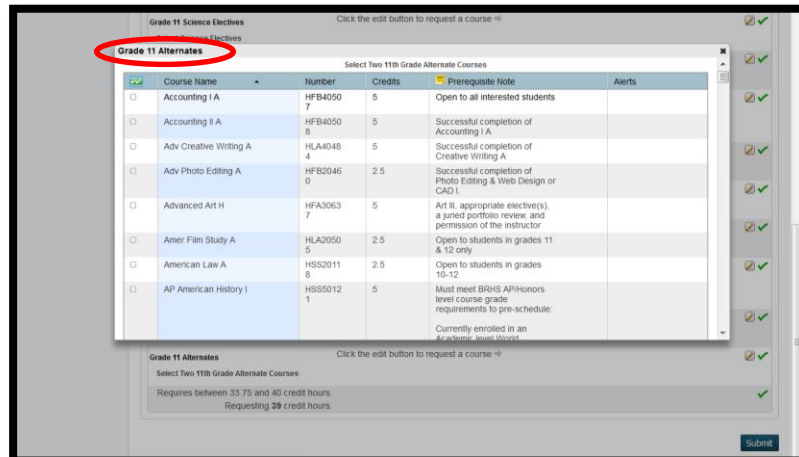 Grade 11 Science Electives
Click the edit button to request a course ⇒
Select Science Electives
Grade 11 Alternates
Select Two 11th Grade Alternate Courses
Course Name Number Credits Prerequisite Note Alerts
Accounting I A HFB4050 5 Open to all interested students
7
Accounting II A HFB4050 5 Successful completion of
8 Accounting I A
Adv Creative Writing A HLA4048 5 Successful completion of
4 Creative Writing A
Adv Photo Editing A HFB2046 2.5 Successful completion of
0 Photo Editing & Web Design or
CAD I.
Advanced Art H HFA3063 5 Art III, appropriate elective(s),
7 a juried portfolio review, and
permission of the instructor
Amer Film Study A HLA2050 2.5 Open to students in grades 11
5 & 12 only
American Law A HSS2011 2.5 Open to students in grades
8 10-12
AP American History I HSS5012 5 Must meet BRHS AP/Honors
1 level course grade
requirements to pre-schedule:
Currently enrolled in an
Academic level World
Grade 11 Alternates
Click the edit button to request a course ⇒
Select Two 11th Grade Alternate Courses
Requires between 33.75 and 40 credit hours.
Requesting 39 credit hours.
Submit